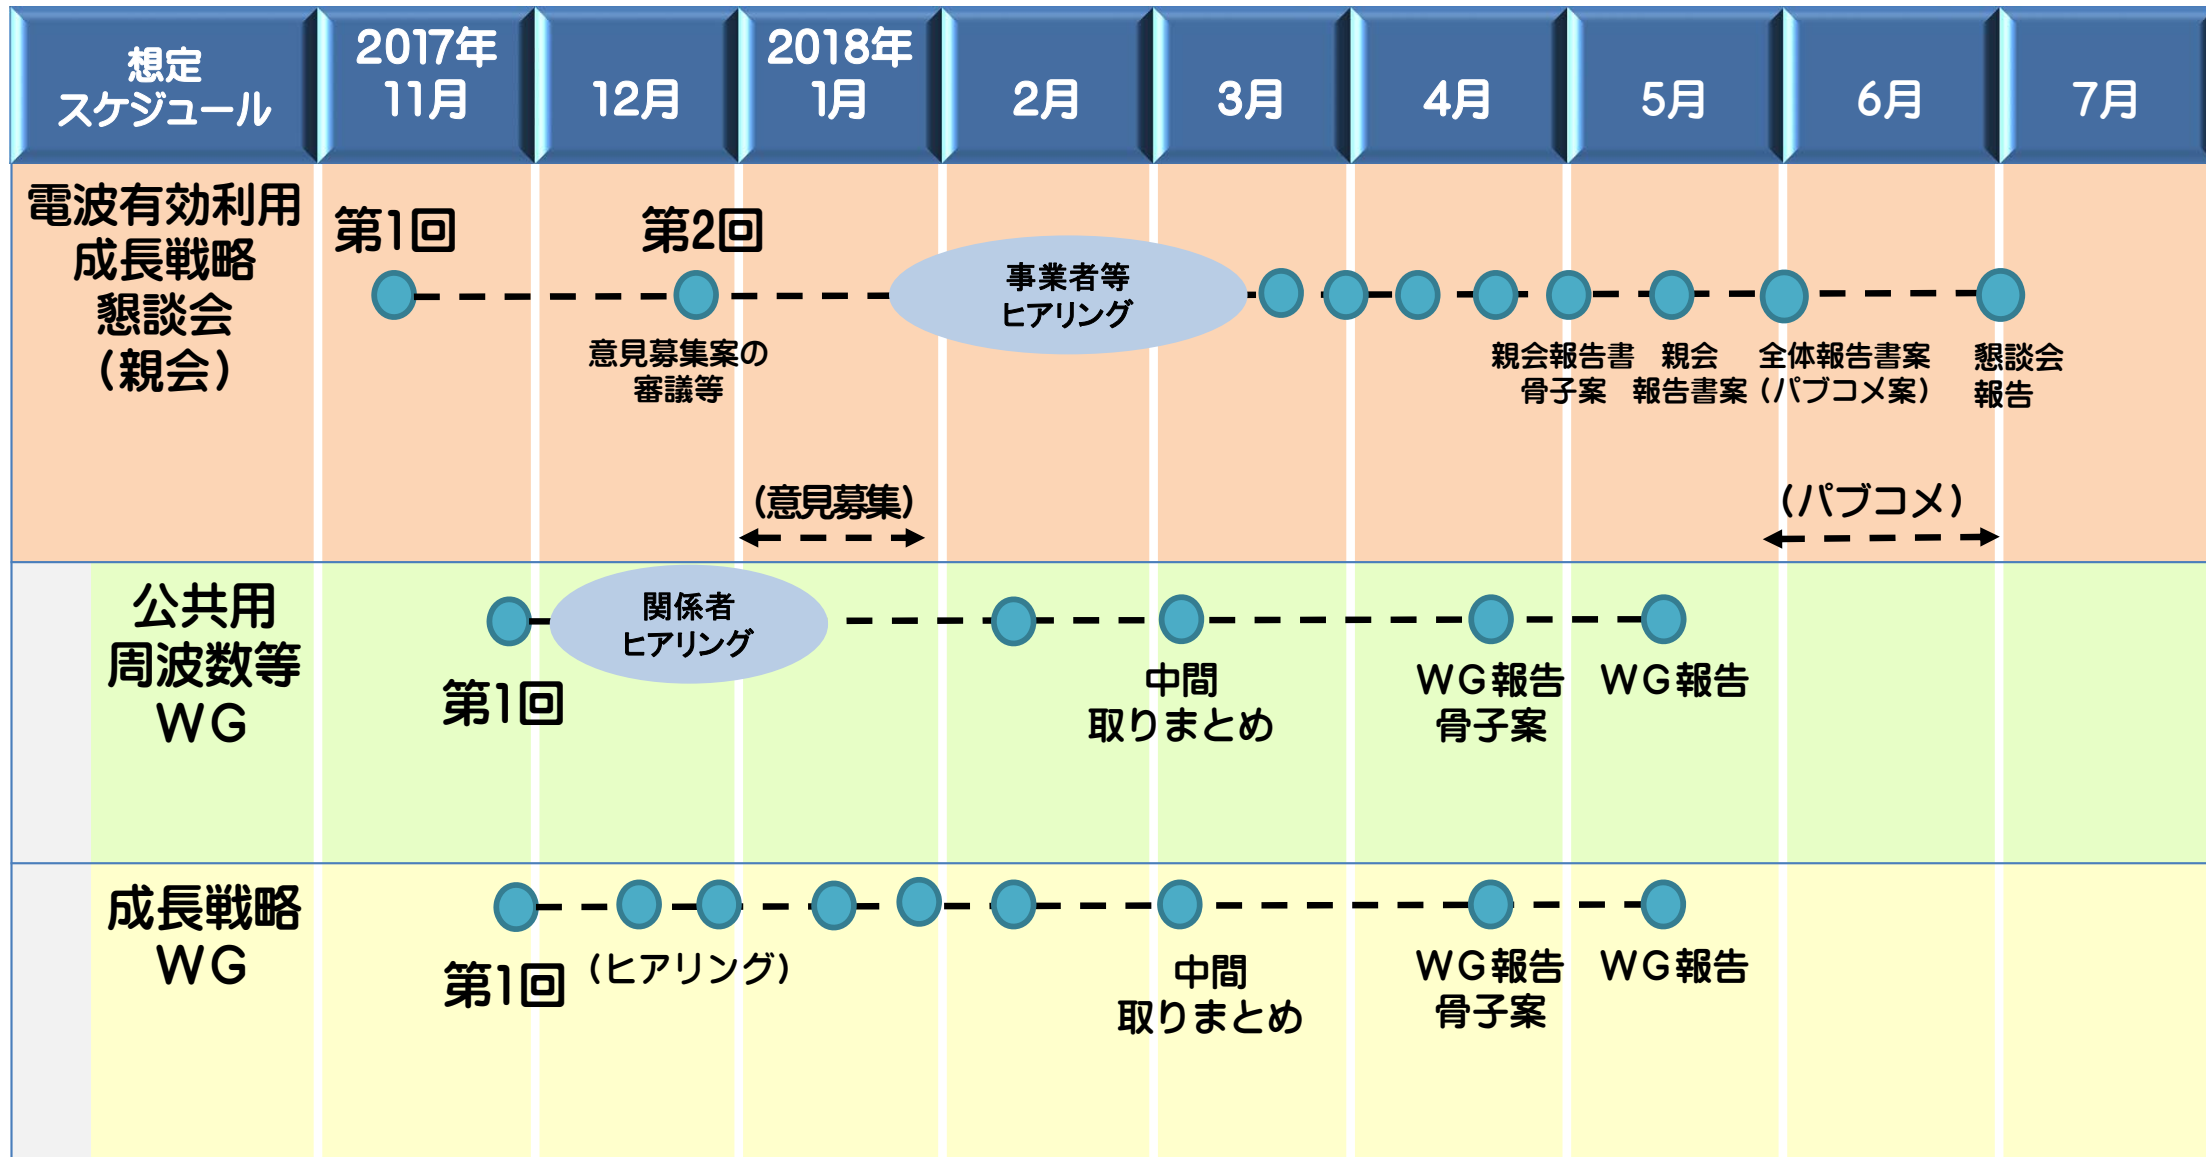 想定
スケジュール
2017年
11月
12月
2018年
1月
2月
3月
4月
5月
6月
7月
電波有効利用
成長戦略
懇談会
（親会）
第1回
第2回
意見募集案の
審議等
事業者等
ヒアリング
親会報告書
骨子案
親会
報告書案
全体報告書案
（パブコメ案）
懇談会
報告
（意見募集）
（パブコメ）
公共用
周波数等
ＷＧ
第1回
関係者
ヒアリング
中間
取りまとめ
ＷＧ報告
骨子案
ＷＧ報告
成長戦略
ＷＧ
第1回
（ヒアリング）
中間
取りまとめ
ＷＧ報告
骨子案
ＷＧ報告